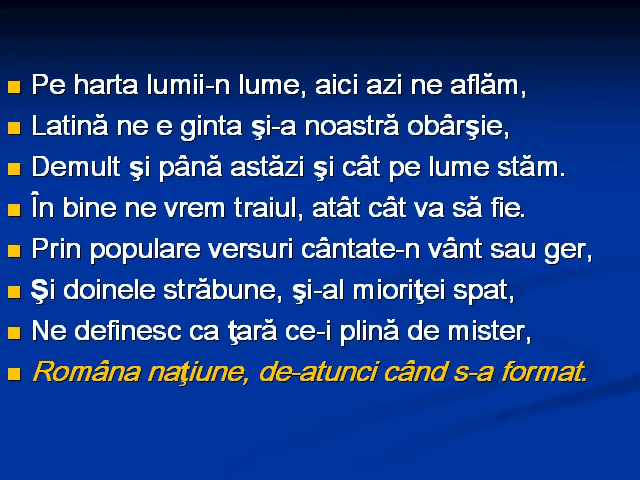 Pe harta lumii-n lume, aici azi ne aflăm,
Latină ne e ginta şi-a noastră obârşie,
Demult şi până astăzi şi cât pe lume stăm.
În bine ne vrem traiul, atât cât va să fie.
Prin populare versuri cântate-n vânt sau ger,
Şi doinele străbune, şi-al mioriţei spat,
Ne definesc ca ţară ce-i plină de mister,
Româna naţiune, de-atunci când s-a format.